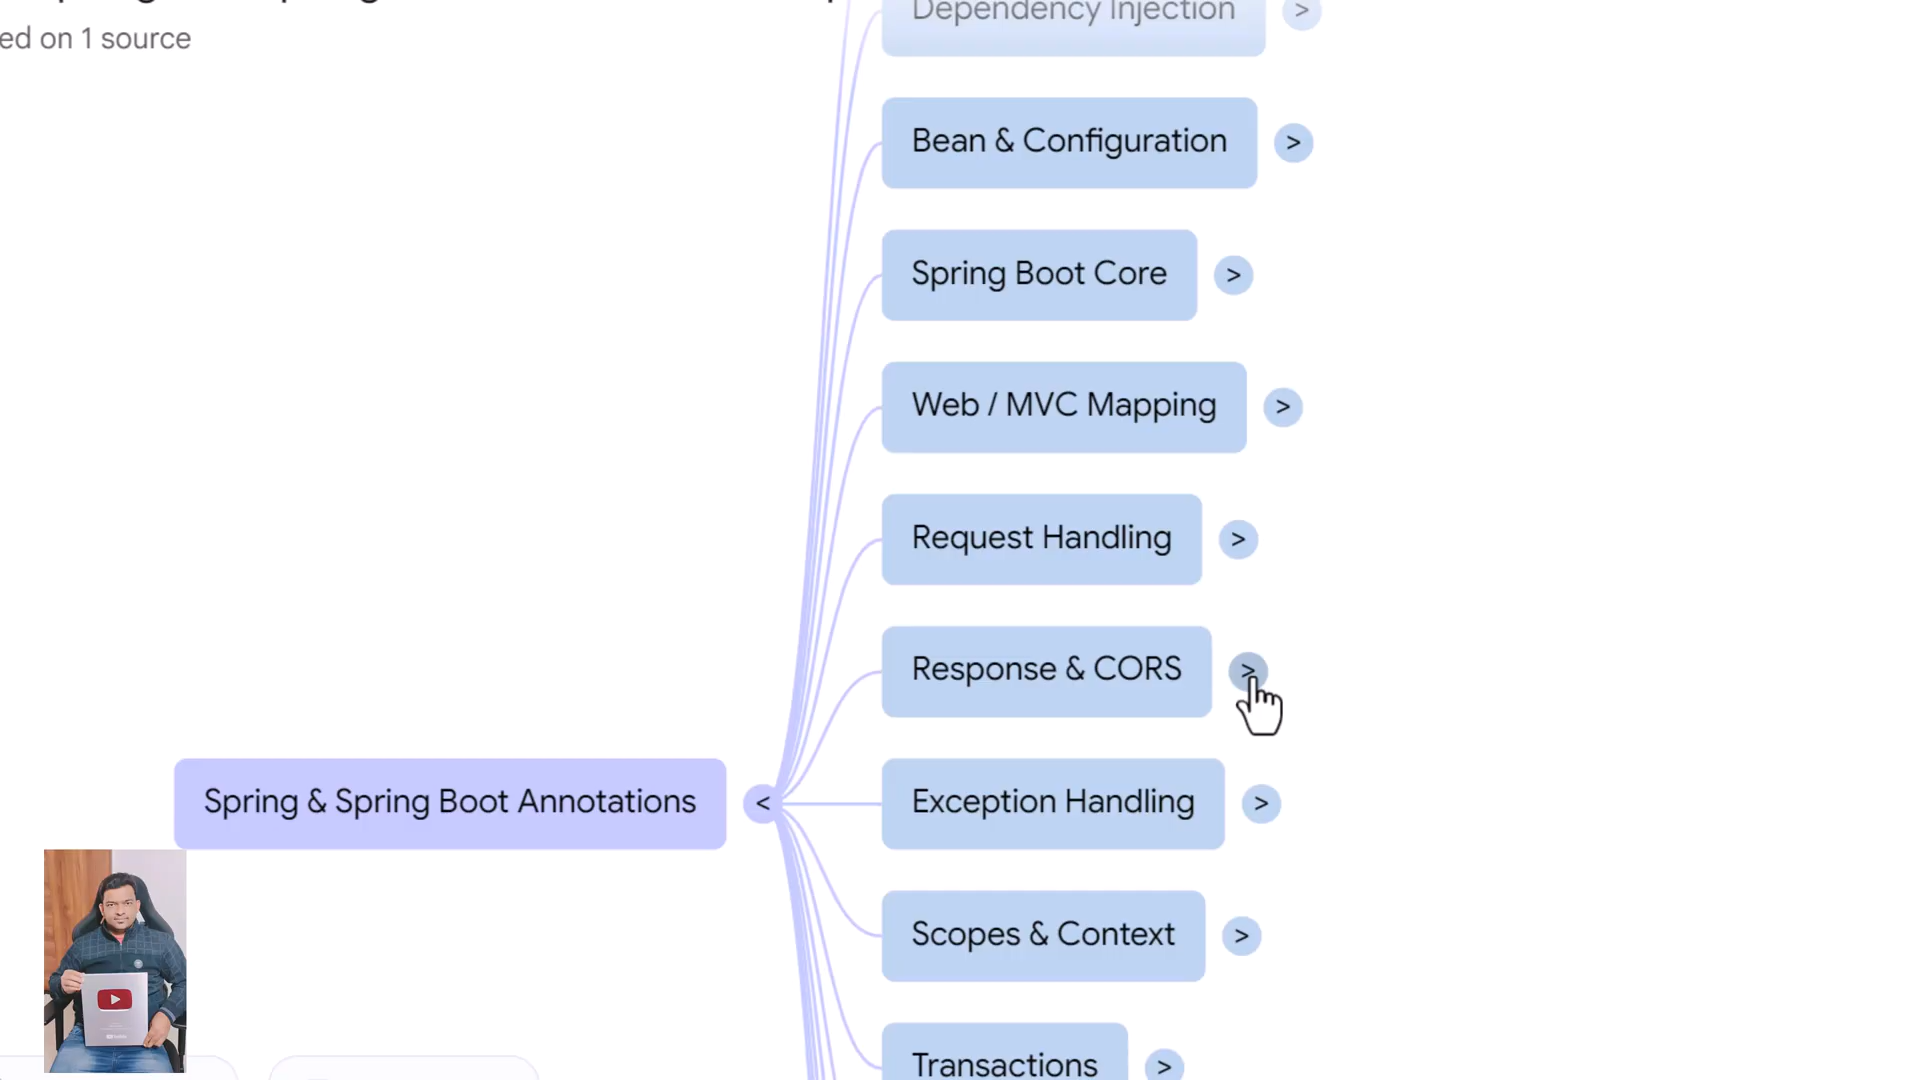 ed on 1 source
Dependency Injection >
Bean & Configuration >
Spring Boot Core >
Web / MVC Mapping >
Request Handling >
Response & CORS >
Spring & Spring Boot Annotations <
Exception Handling >
Scopes & Context >
Transactions >